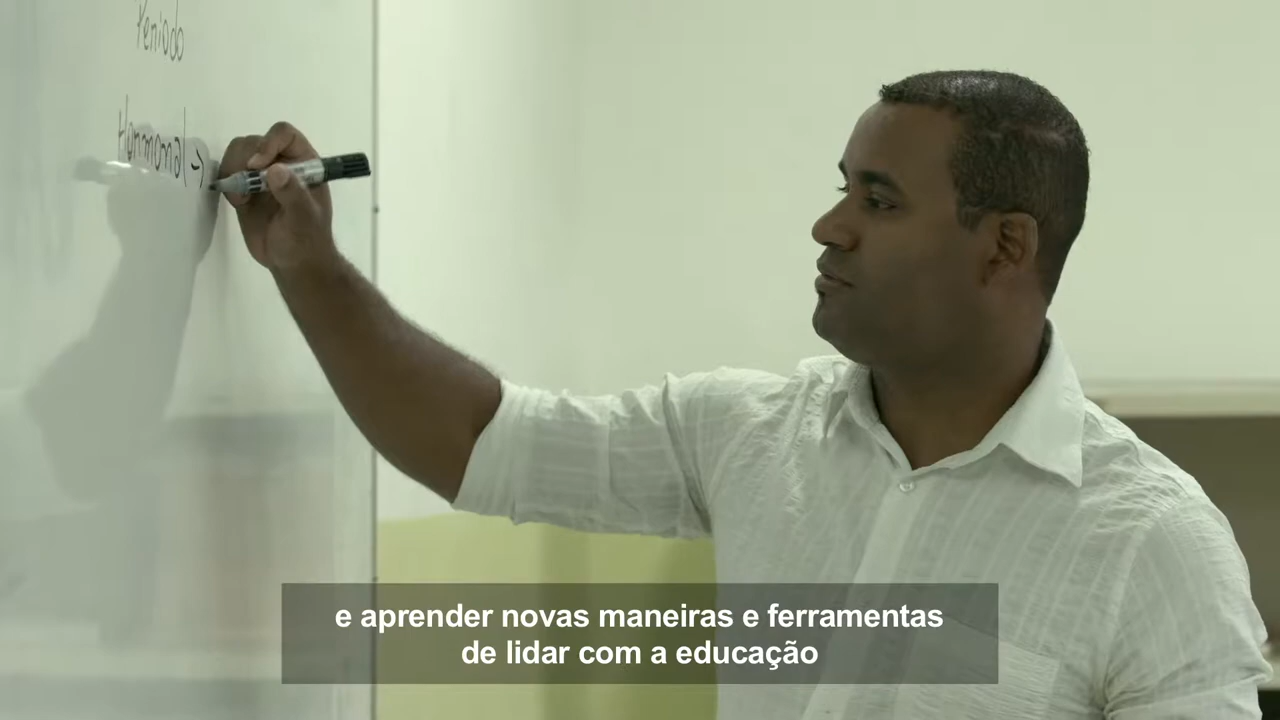 Período
Hormonal ->
e aprender novas maneiras e ferramentas
de lidar com a educação